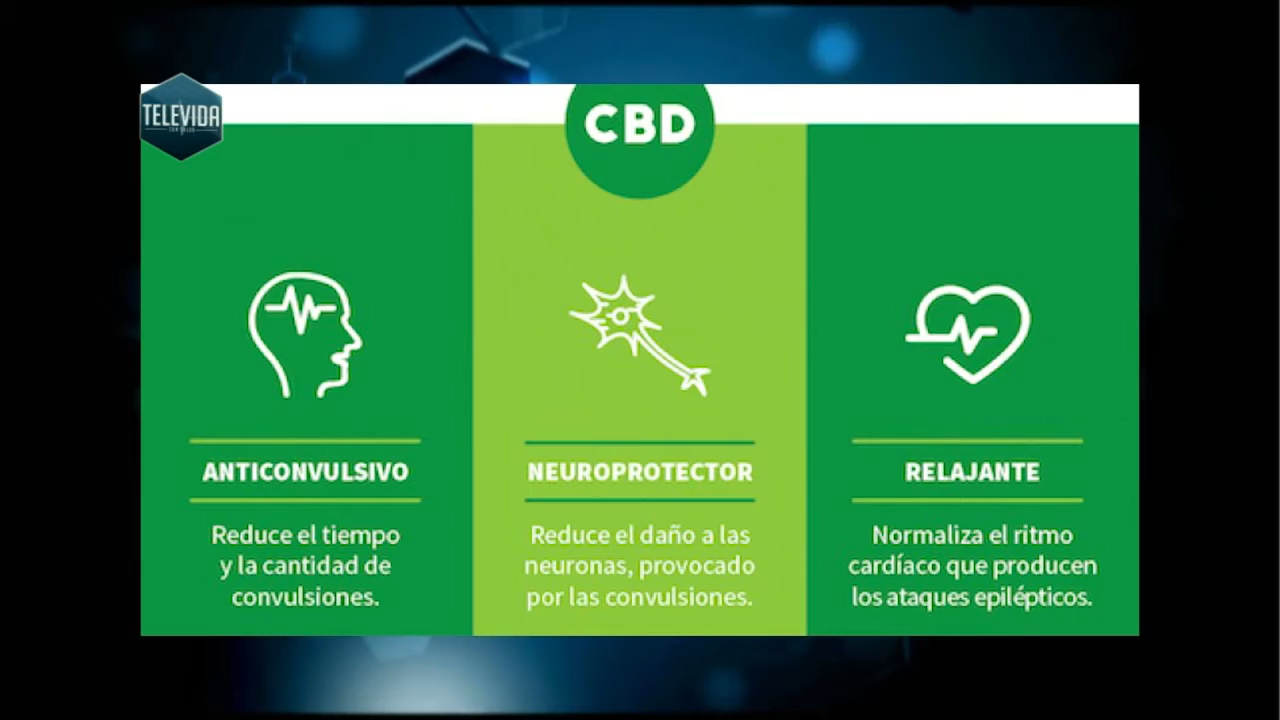 TELEVIDA
CBD
ANTICONVULSIVO
Reduce el tiempo
y la cantidad de
convulsiones.
NEUROPROTECTOR
Reduce el daño a las
neuronas, provocado
por las convulsiones.
RELAJANTE
Normaliza el ritmo
cardíaco que producen
los ataques epilépticos.